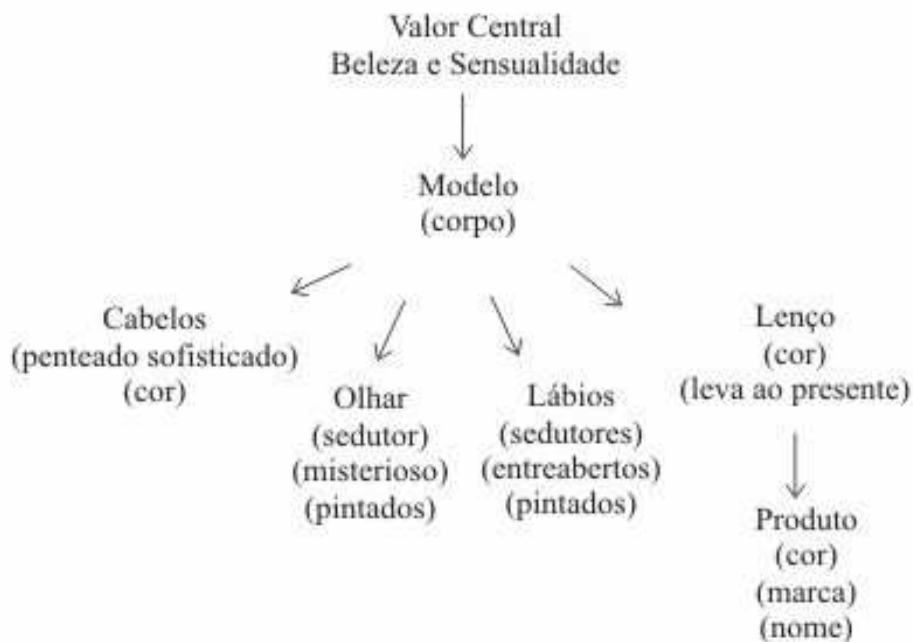 Valor Central
Beleza e Sensualidade
Modelo
(corpo)
Cabelos
(penteado sofisticado)
(cor)
Olhar
(sedutor)
(misterioso)
(pintados)
Lábios
(sedutores)
(entreabertos)
(pintados)
Lenço
(cor)
(leva ao presente)
Produto
(cor)
(marca)
(nome)